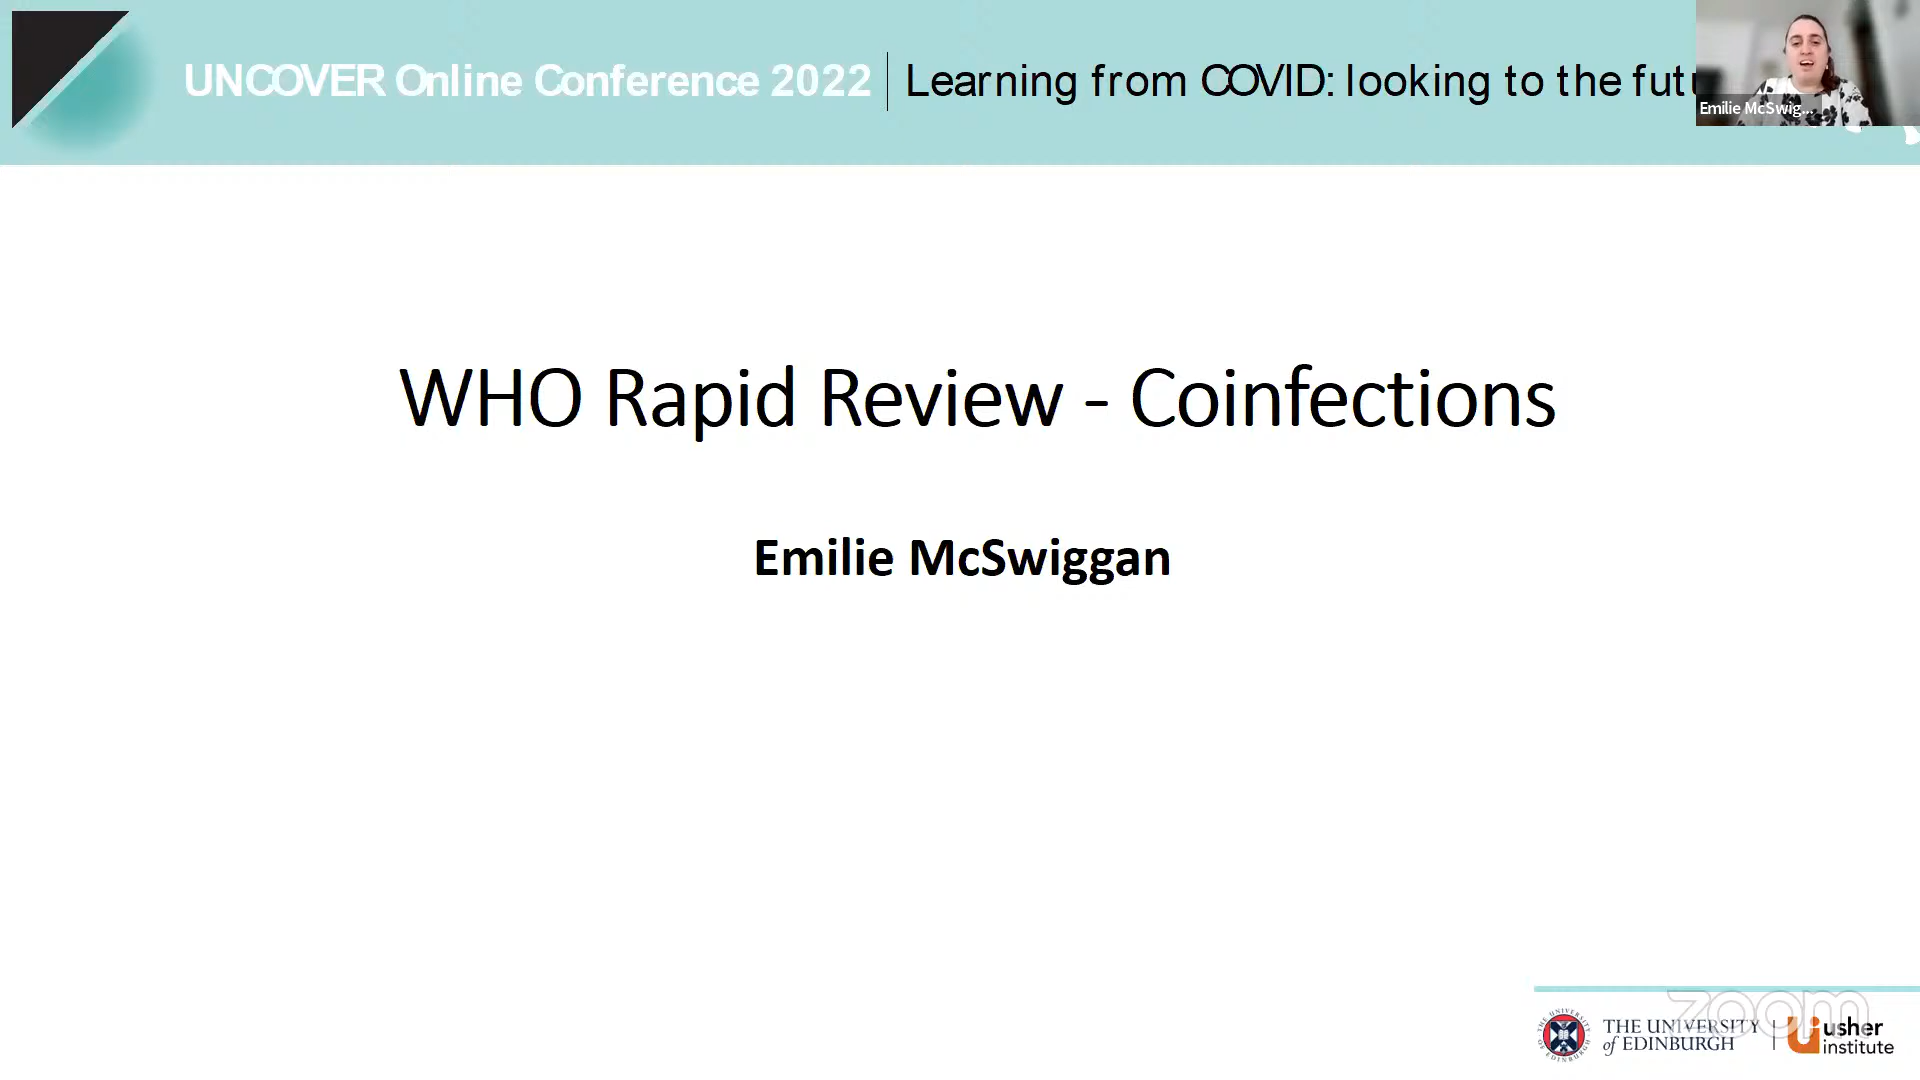 UNCOVER Online Conference 2022
Learning from COVID: looking to the futu
Emilie McSwig...
WHO Rapid Review - Coinfections
Emilie McSwiggan
zoom
THE UNIVERSITY
of EDINBURGH
usher
institute